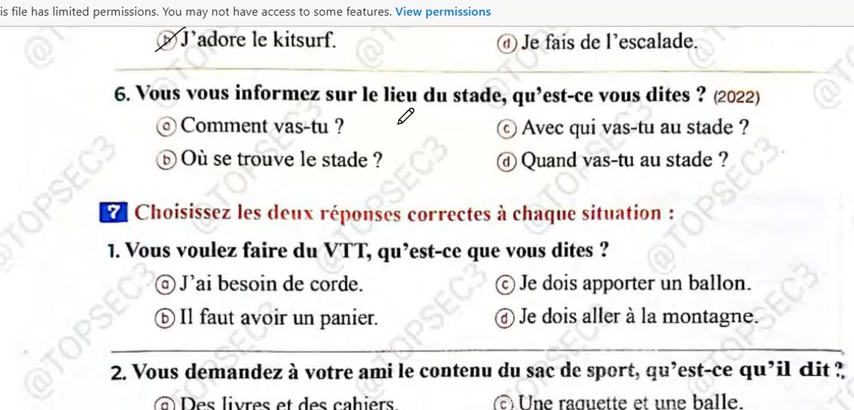 is file has limited permissions. You may not have access to some features. View permissions
b J'adore le kitsurf.
d Je fais de l'escalade.
6. Vous vous informez sur le lieu du stade, qu'est-ce vous dites ? (2022)
a Comment vas-tu ?
c Avec qui vas-tu au stade ?
b Où se trouve le stade ?
d Quand vas-tu au stade ?
7 Choisissez les deux réponses correctes à chaque situation :
1. Vous voulez faire du VTT, qu'est-ce que vous dites ?
a J'ai besoin de corde.
c Je dois apporter un ballon.
b Il faut avoir un panier.
d Je dois aller à la montagne.
2. Vous demandez à votre ami le contenu du sac de sport, qu'est-ce qu'il dit ?
a Des livres et des cahiers.
c Une raquette et une balle.
@TOPSEC3